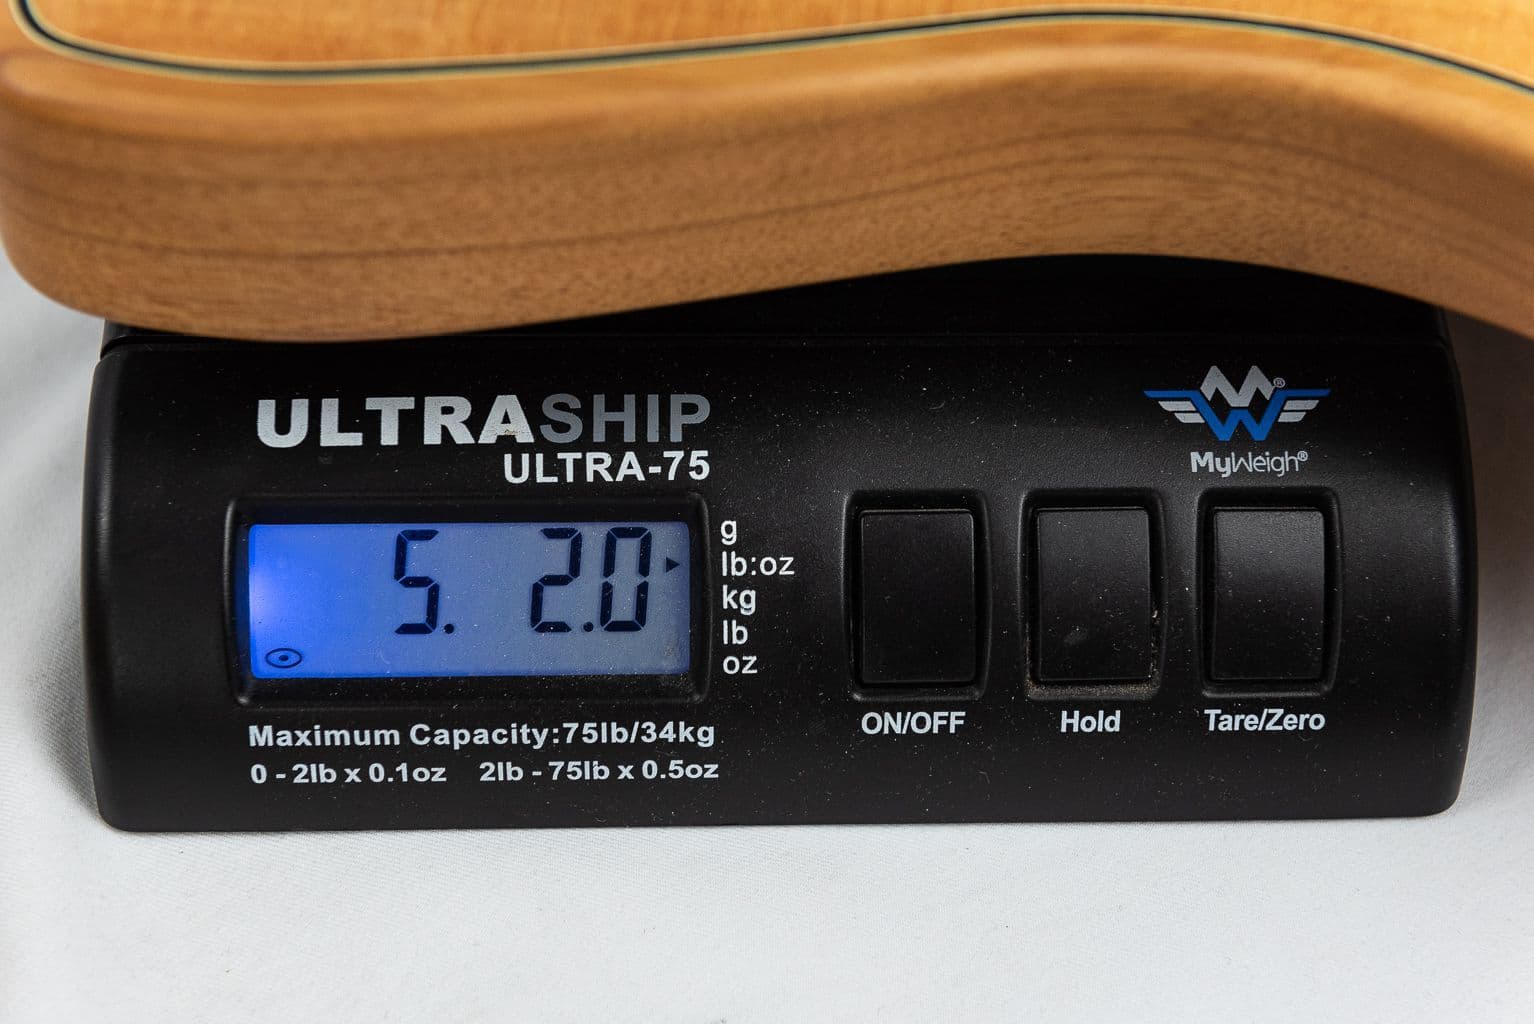 ULTRASHIP
ULTRA-75
MyWeigh®
5. 2.0
g
lb:oz
kg
lb
oz
Maximum Capacity:75lb/34kg
0 - 2lb x 0.1oz 2lb - 75lb x 0.5oz
ON/OFF
Hold
Tare/Zero